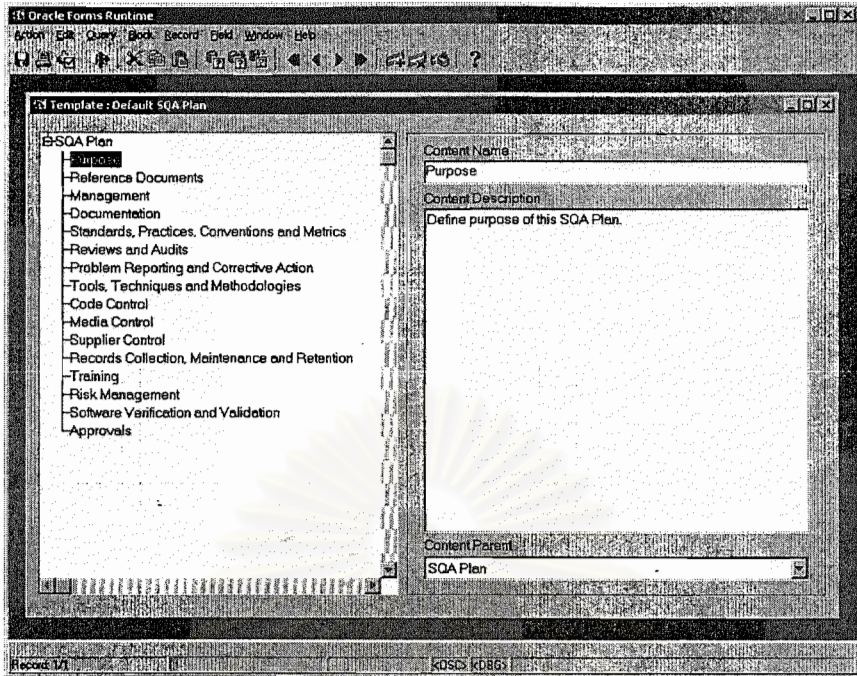 Oracle Forms Runtime
Action Edit Query Block Record Field Window Help
Template : Default SQA Plan
SQA Plan
Purpose
Reference Documents
Management
Documentation
Standards, Practices, Conventions and Metrics
Reviews and Audits
Problem Reporting and Corrective Action
Tools, Techniques and Methodologies
Code Control
Media Control
Supplier Control
Records Collection, Maintenance and Retention
Training
Risk Management
Software Verification and Validation
Approvals
Content Name
Purpose
Content Description
Define purpose of this SQA Plan.
Content Parent
SQA Plan
Record: 1/1 <OSC> <DBG>